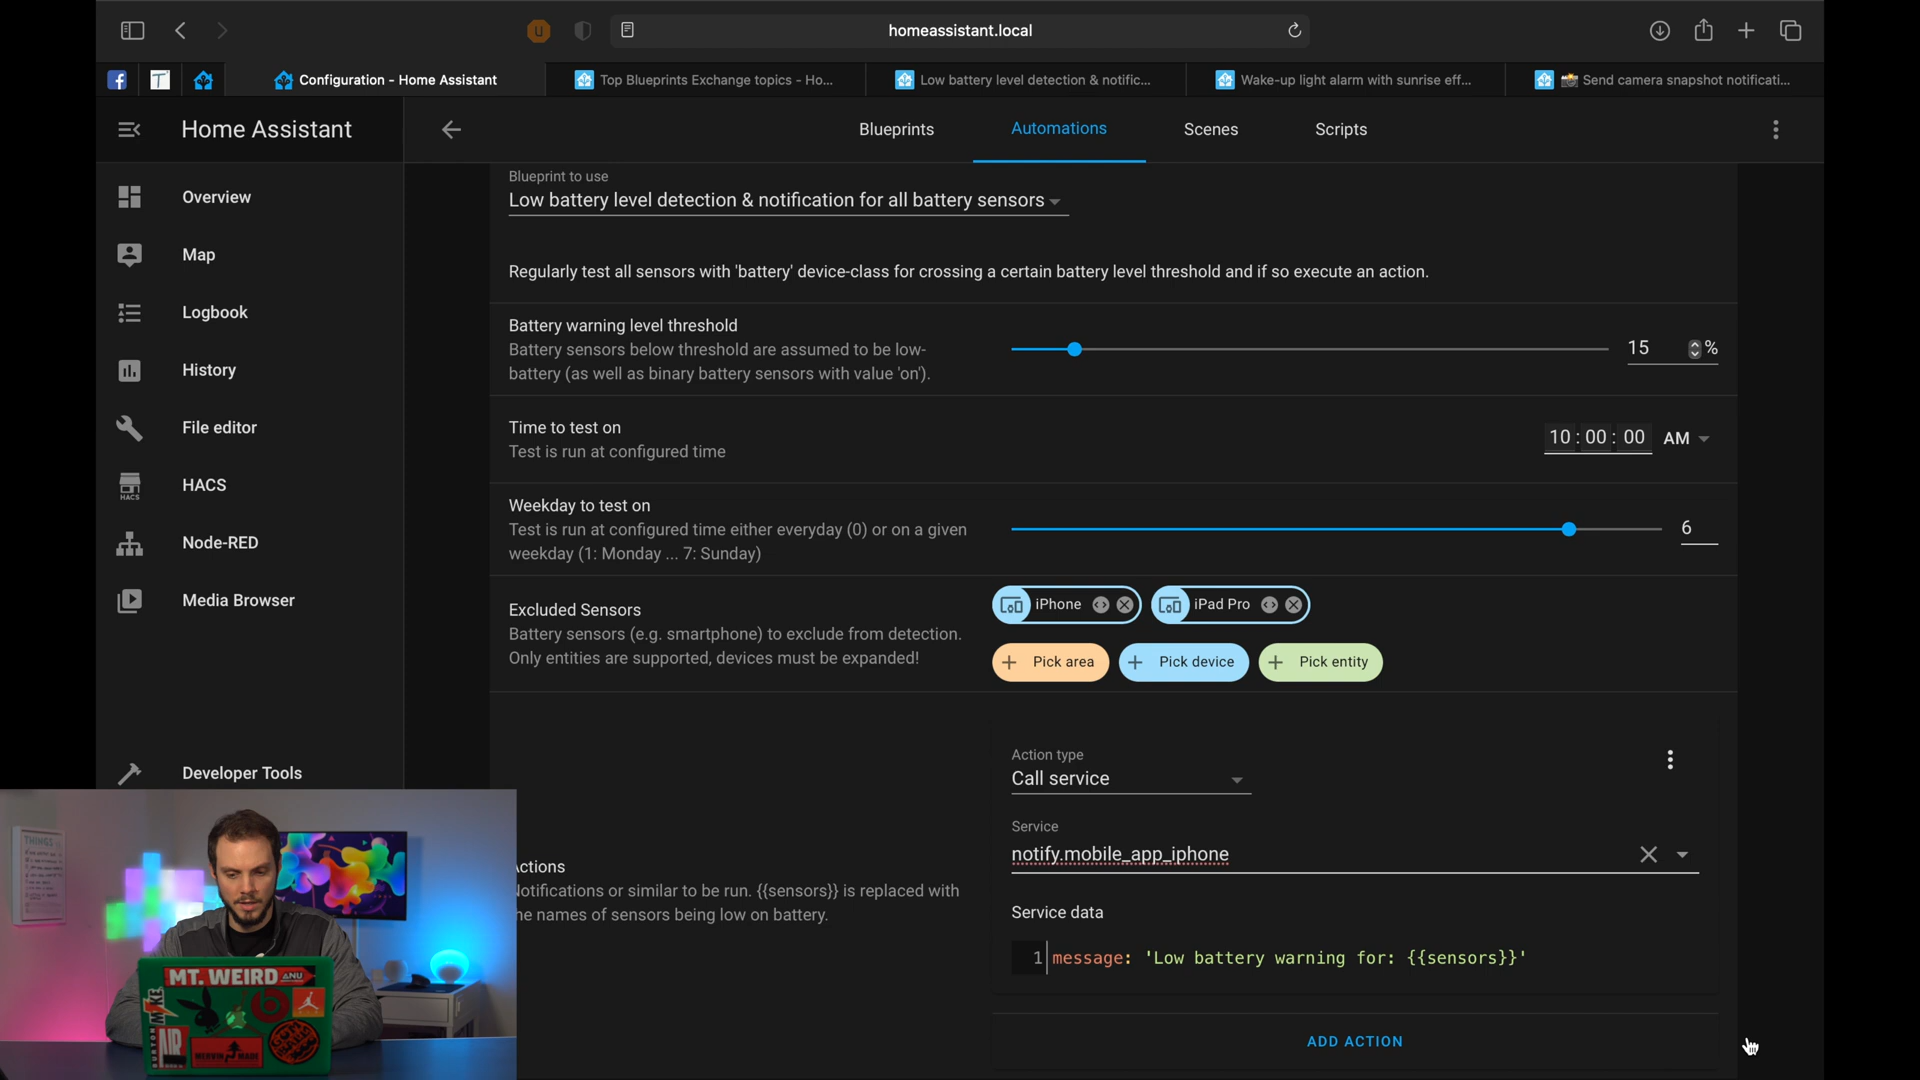 homeassistant.local
Configuration - Home Assistant
Top Blueprints Exchange topics - Ho...
Low battery level detection & notific...
Wake-up light alarm with sunrise eff...
Send camera snapshot notificati...
Home Assistant
Blueprints
Automations
Scenes
Scripts
Overview
Map
Logbook
History
File editor
HACS
HACS
Node-RED
Media Browser
Developer Tools
Blueprint to use
Low battery level detection & notification for all battery sensors
Regularly test all sensors with 'battery' device-class for crossing a certain battery level threshold and if so execute an action.
Battery warning level threshold
Battery sensors below threshold are assumed to be low-
battery (as well as binary battery sensors with value 'on').
15 %
Time to test on
Test is run at configured time
10 : 00 : 00 AM
Weekday to test on
Test is run at configured time either everyday (0) or on a given
weekday (1: Monday ... 7: Sunday)
6
Excluded Sensors
Battery sensors (e.g. smartphone) to exclude from detection.
Only entities are supported, devices must be expanded!
iPhone
iPad Pro
Pick area
Pick device
Pick entity
Action type
Call service
Service
notify.mobile_app_iphone
Service data
1 message: 'Low battery warning for: {{sensors}}'
ADD ACTION
ctions
otifications or similar to be run. {{sensors}} is replaced with
he names of sensors being low on battery.
THINGS
MT. WEIRD
ANU
AIR
MERVIN MADE